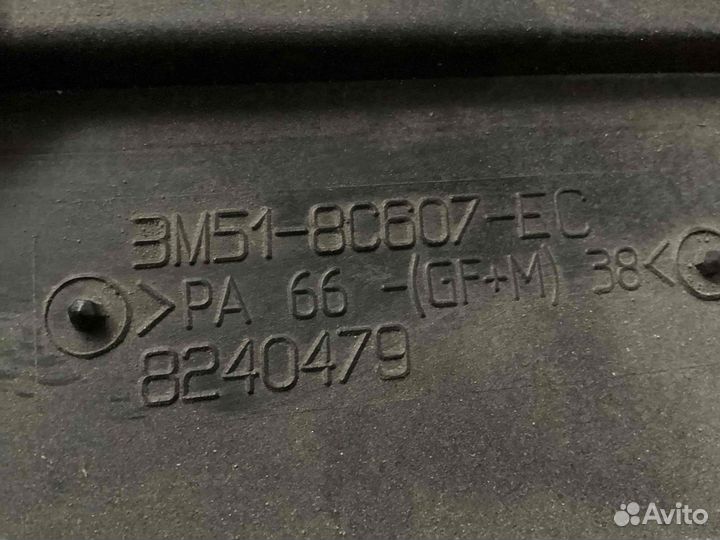 3M51-8C607-EC
>PA 66 -(GF+M) 38<
8240479
Avito